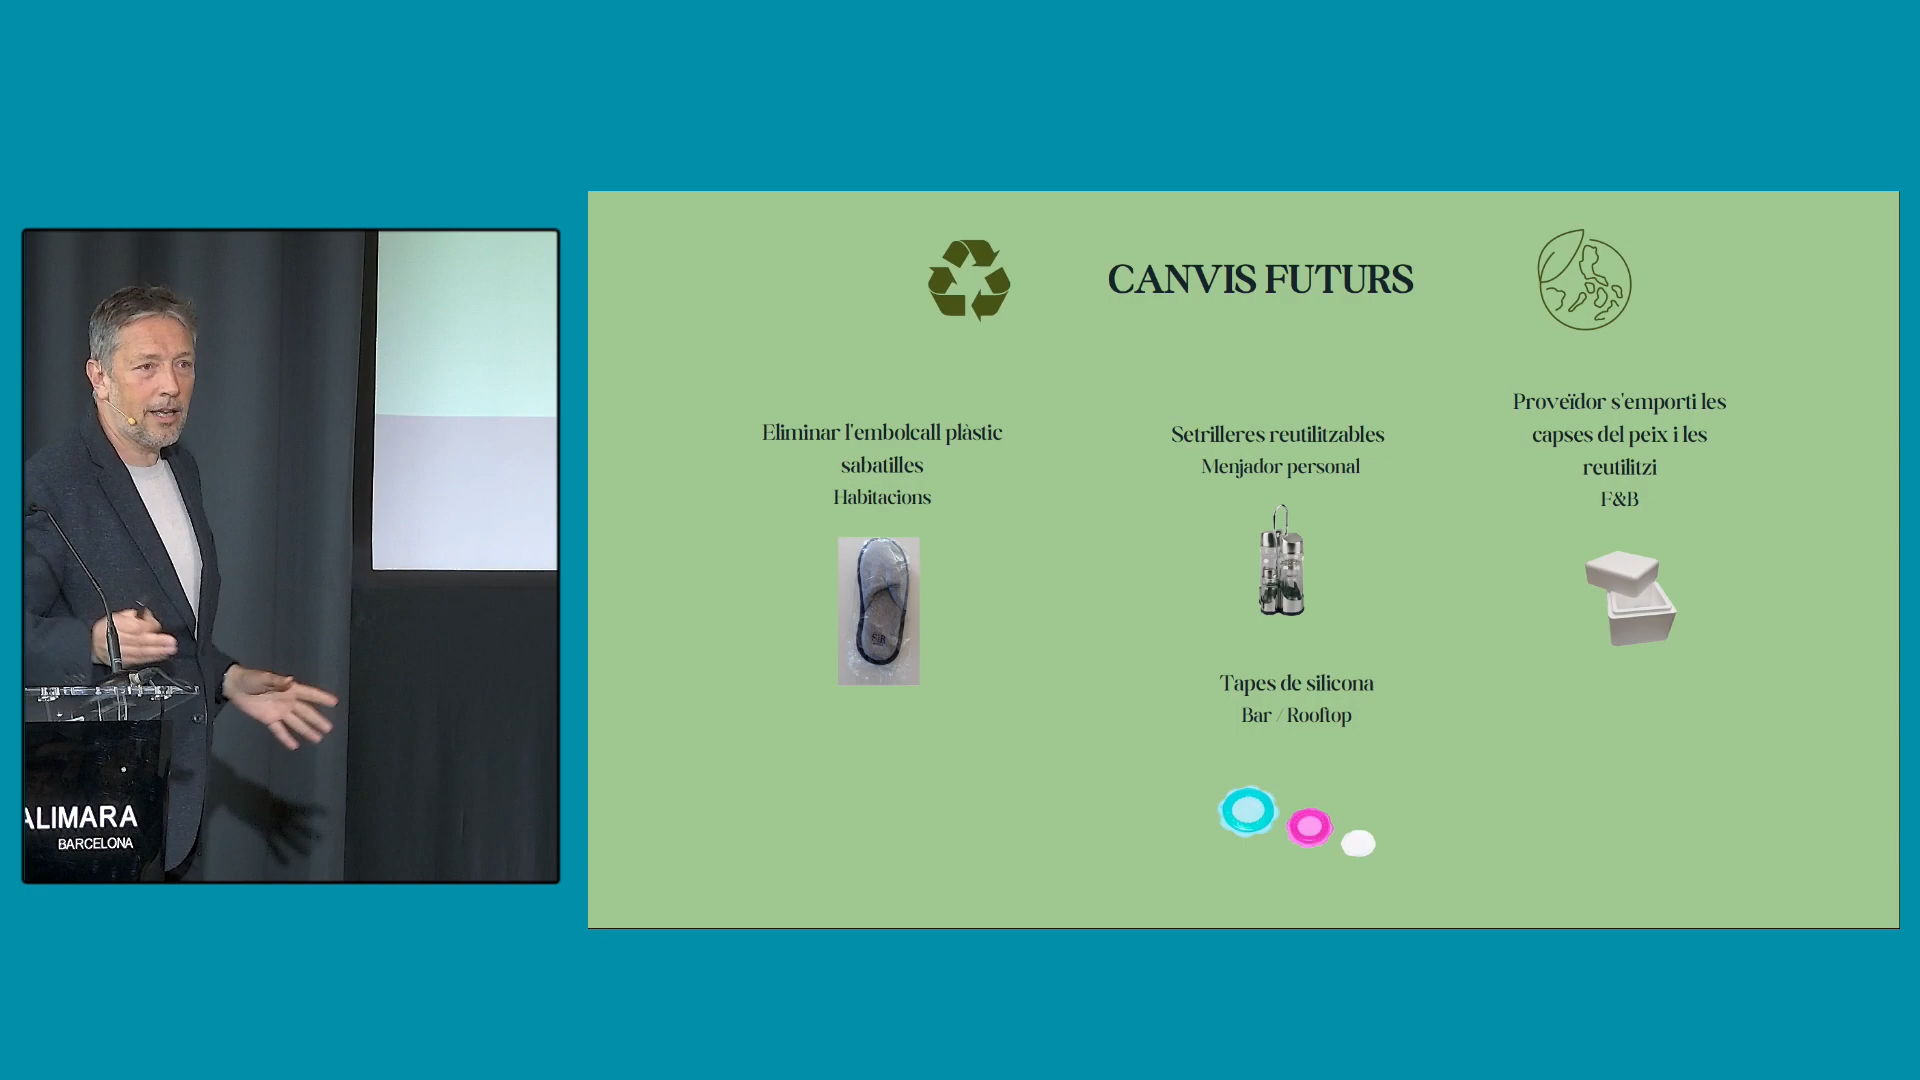 CANVIS FUTURS
Eliminar l'embolcall plàstic
sabatilles
Habitacions
Setrilleres reutilitzables
Menjador personal
Tapes de silicona
Bar / Rooftop
Proveïdor s'emporti les
capses del peix i les
reutilitzi
F&B
ALIMARA
BARCELONA